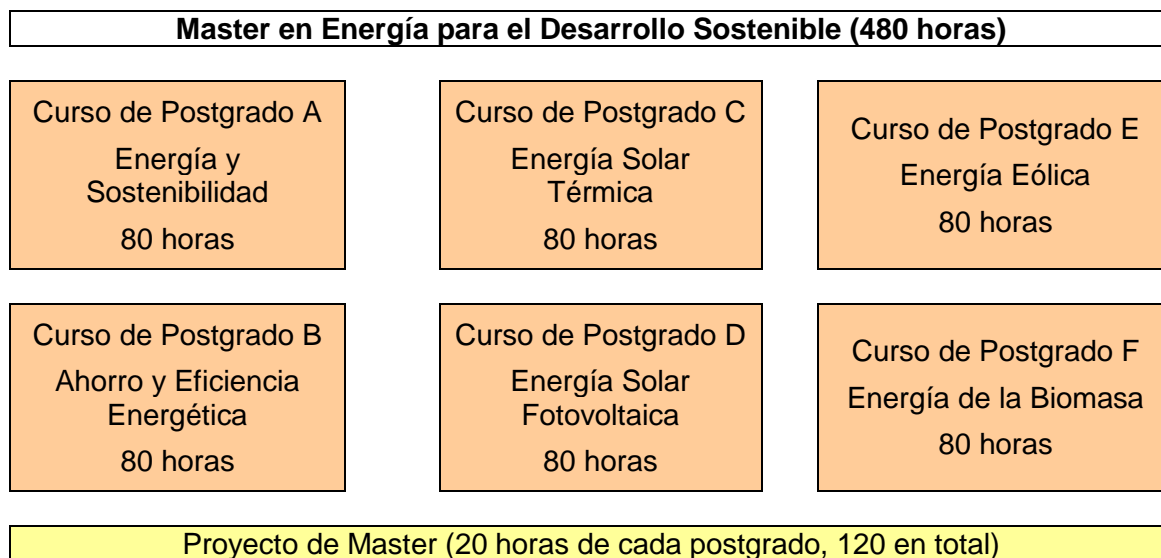 Master en Energía para el Desarrollo Sostenible (480 horas)
Curso de Postgrado A
Energía y
Sostenibilidad
80 horas
Curso de Postgrado C
Energía Solar
Térmica
80 horas
Curso de Postgrado E
Energía Eólica
80 horas
Curso de Postgrado B
Ahorro y Eficiencia
Energética
80 horas
Curso de Postgrado D
Energía Solar
Fotovoltaica
80 horas
Curso de Postgrado F
Energía de la Biomasa
80 horas
Proyecto de Master (20 horas de cada postgrado, 120 en total)